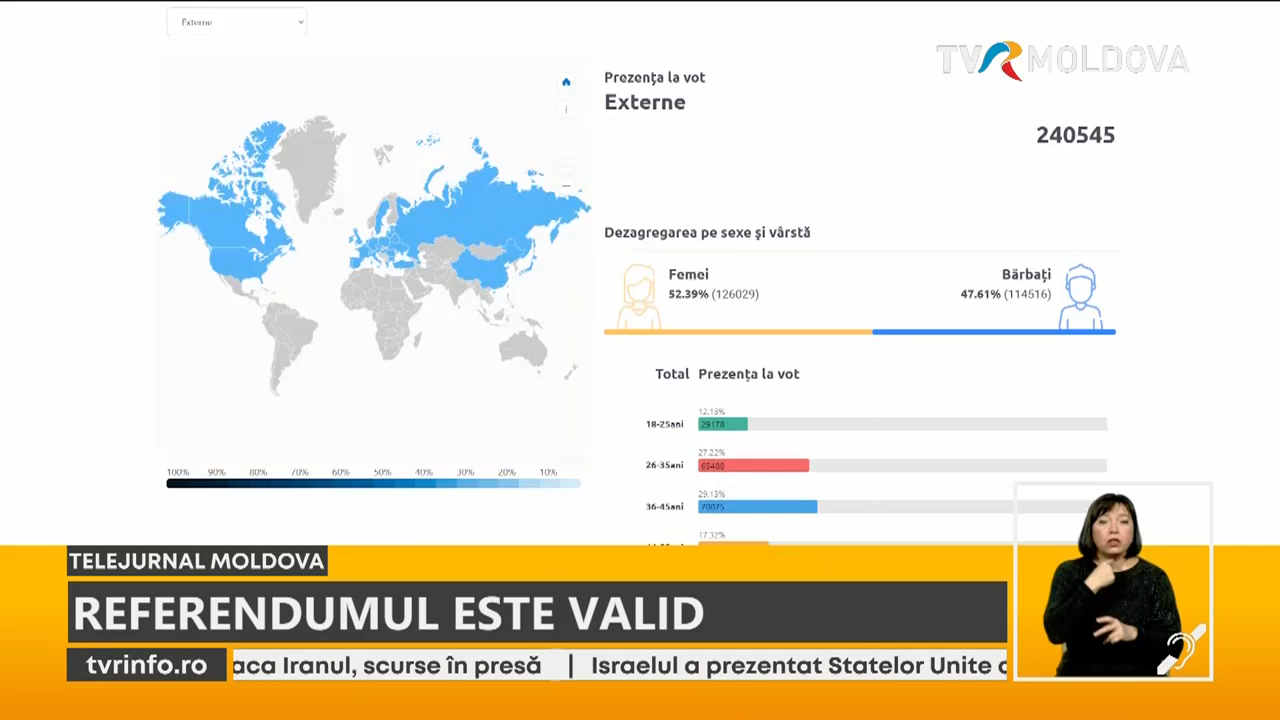 Externe
TVR MOLDOVA
Prezența la vot
Externe
240545
Dezagregarea pe sexe și vârstă
Femei
52.39% (126029)
Bărbați
47.61% (114516)
Total Prezența la vot
12.13%
18-25ani 29178
27.22%
26-35ani 65488
29.13%
36-45ani 70075
17.32%
100% 90% 80% 70% 60% 50% 40% 30% 20% 10%
TELEJURNAL MOLDOVA
REFERENDUMUL ESTE VALID
tvrinfo.ro
aca Iranul, scurse în presă | Israelul a prezentat Statelor Unite